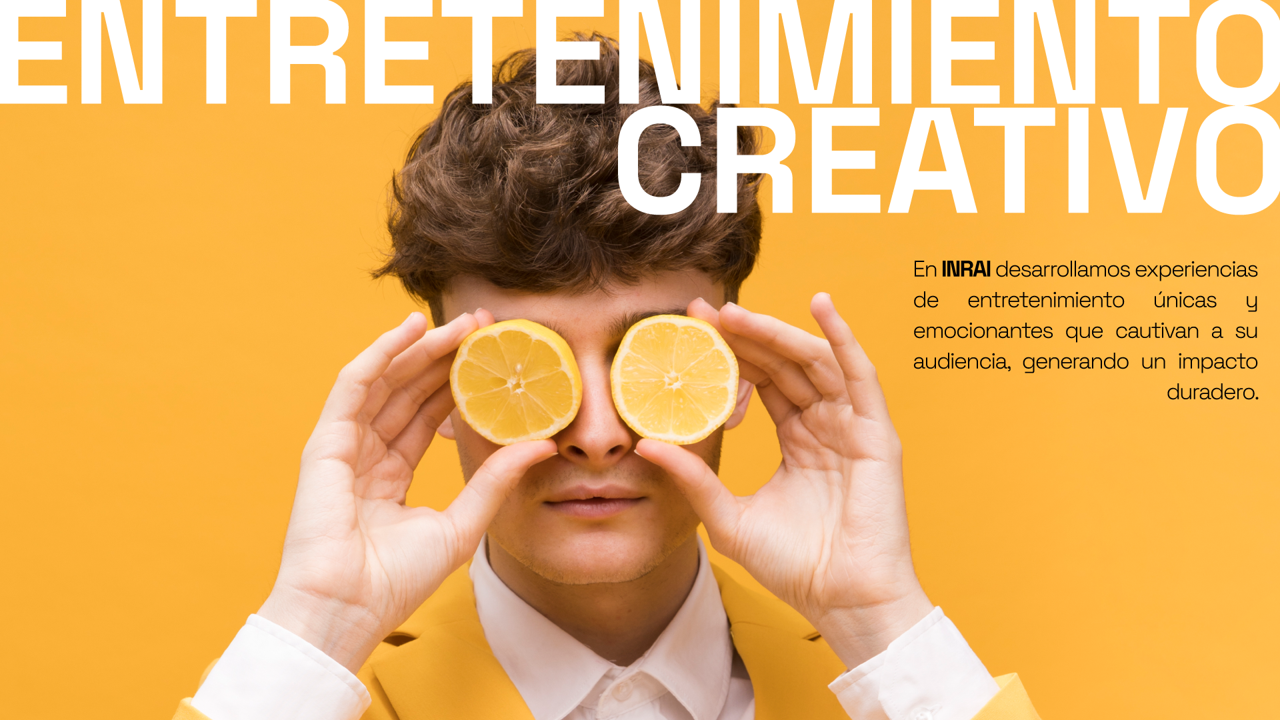 ENTRETENIMIENTO
CREATIVO
En INRAI desarrollamos experiencias
de entretenimiento únicas y
emocionantes que cautivan a su
audiencia, generando un impacto
duradero.